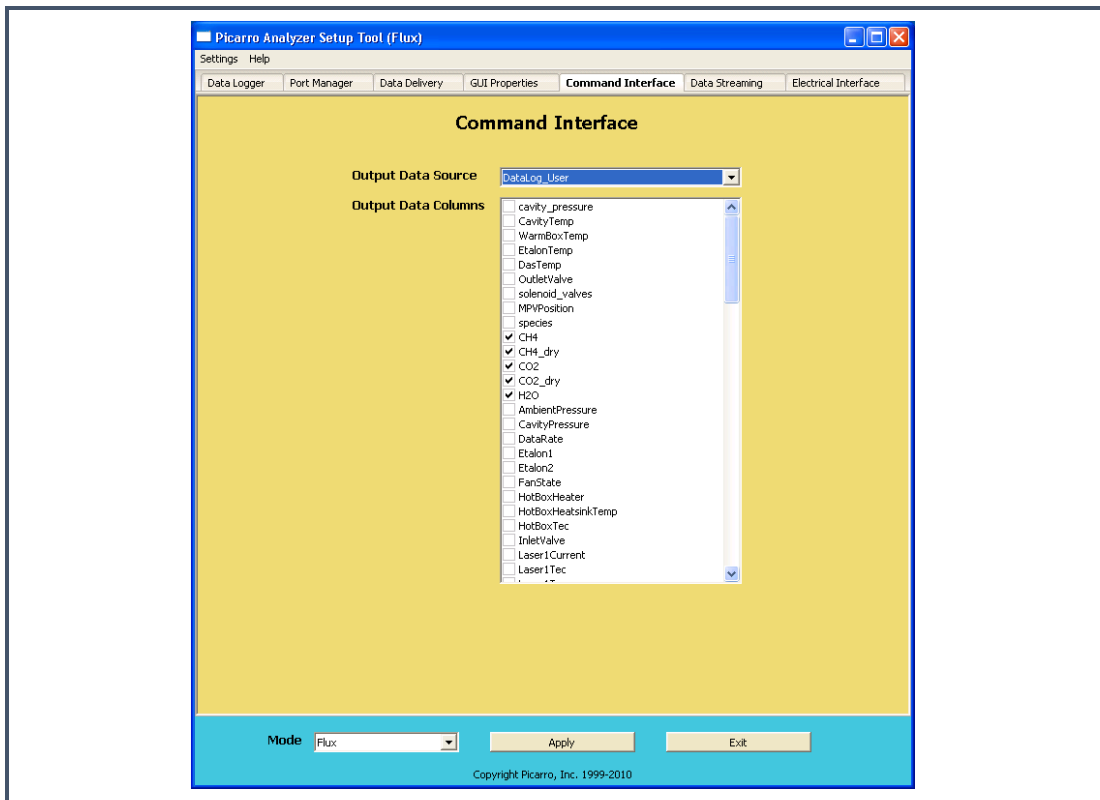 Picarro Analyzer Setup Tool (Flux)
Settings Help
Data Logger Port Manager Data Delivery GUI Properties Command Interface Data Streaming Electrical Interface
Command Interface
Output Data Source DataLog_User
Output Data Columns
cavity_pressure
CavityTemp
WarmBoxTemp
EtalonTemp
DasTemp
OutletValve
solenoid_valves
MPVPosition
species
CH4
CH4_dry
CO2
CO2_dry
H2O
AmbientPressure
CavityPressure
DataRate
Etalon1
Etalon2
FanState
HotBoxHeater
HotBoxHeatsinkTemp
HotBoxTec
InletValve
Laser1Current
Laser1Tec
Mode Flux Apply Exit
Copyright Picarro, Inc. 1999-2010